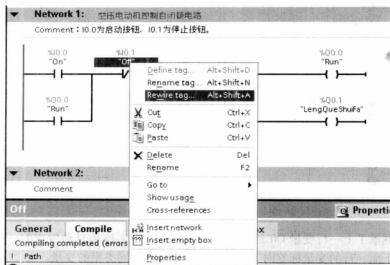 Network 1: 空压电动机控制自闭锁电路
Comment：I0.0为启动按钮，I0.1为停止按钮。
%I0.0 %I0.1 %Q0.0
"On" "Off" "Run"
Define tag... Alt+Shift+D
Rename tag... Alt+Shift+N
Rewire tag... Alt+Shift+A
%Q0.0 %Q0.1
"Run" "LengQueShuiFa"
Cut Ctrl+X
Copy Ctrl+C
Paste Ctrl+V
Delete Del
Rename F2
Network 2:
Comment
Go to
Show usage
Cross-references
Off Properti
General Compile
Insert network
Insert empty box
Compiling completed (errors
! Path
Properties